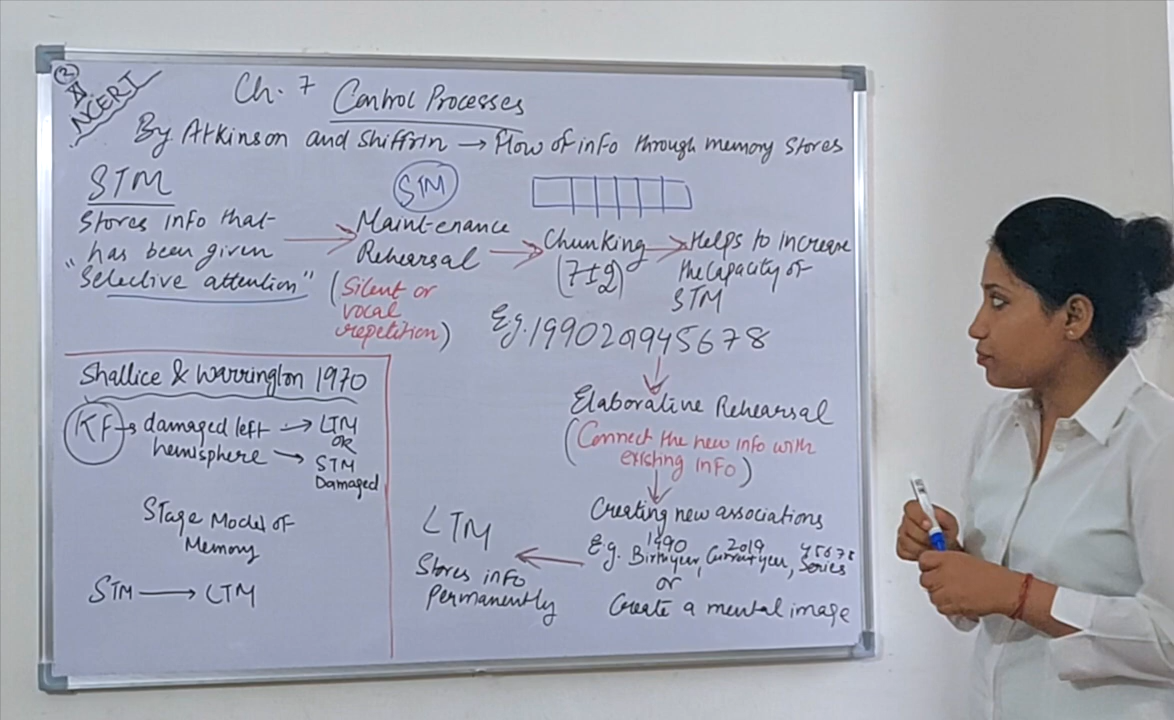 ② XI NCERT
Ch. 7 Control Processes
By Atkinson and Shiffrin → Flow of info through memory stores
STM
Stores info that
has been given
"Selective attention"
STM
Maintenance
Rehearsal
(Silent or
vocal
repetition)
Chunking
(7±2)
Helps to increase
the capacity of
STM
Eg. 1990201945678
Elaborative Rehearsal
(Connect the new info with
existing info)
Creating new associations
1990 2019 45678
E.g. Birthyear, Current year, Series
or
Create a mental image
LTM
Stores info
permanently
Shallice & Warrington 1970
KF → damaged left → LTM
hemisphere → OR
STM
Damaged
Stage Model of
Memory
STM → LTM